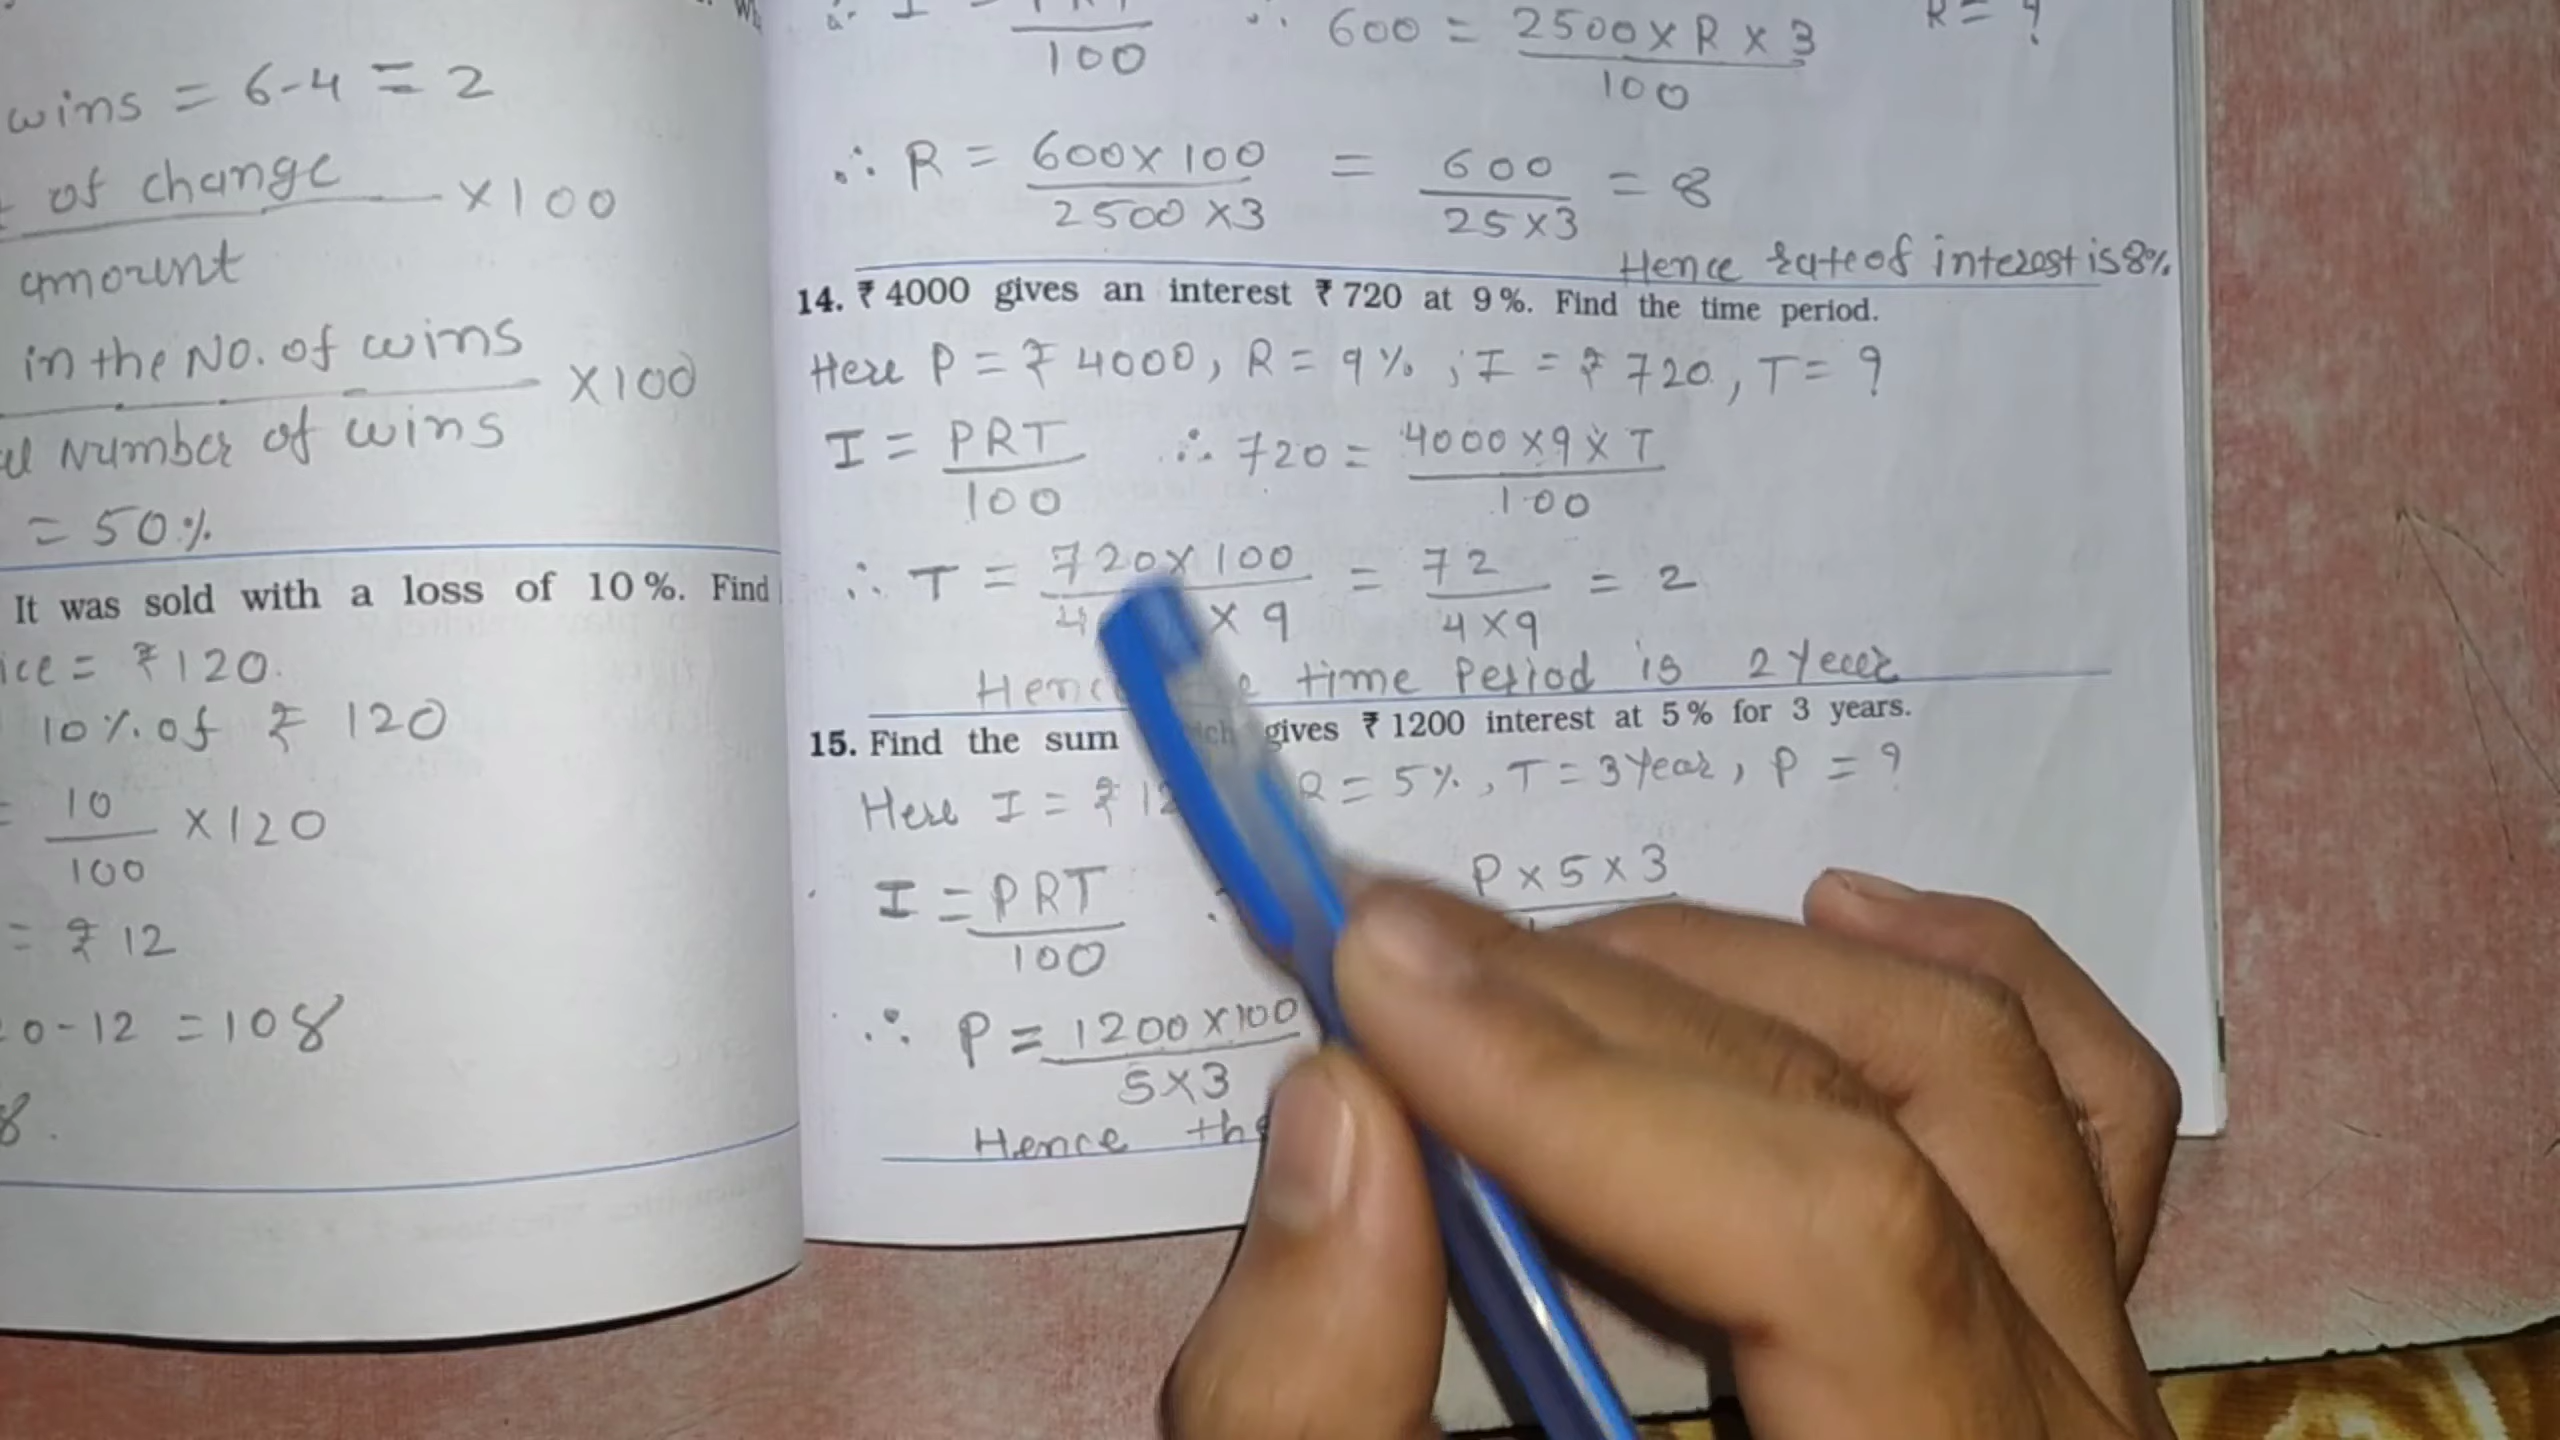 wins = 6-4 = 2
of change × 100
amount
in the No. of wins × 100
Number of wins
= 50%
It was sold with a loss of 10%. Find
= ₹120.
10% of ₹ 120
= 10/100 × 120
= ₹ 12
0-12 = 108
8.
I = PRT/100 ∴ 600 = 2500 × R × 3/100 R = ?
∴ R = 600 × 100/2500 × 3 = 600/25 × 3 = 8
Hence rate of interest is 8%
14. ₹ 4000 gives an interest ₹ 720 at 9%. Find the time period.
Here P = ₹ 4000, R = 9%, I = ₹ 720, T = ?
I = PRT/100 ∴ 720 = 4000 × 9 × T/100
∴ T = 720 × 100/4 × 9 = 72/4 × 9 = 2
time Period is 2 year
15. Find the sum gives ₹ 1200 interest at 5% for 3 years.
Here I = ₹ 12 R = 5%, T = 3 Year, P = ?
I = PRT/100 P × 5 × 3
∴ P = 1200 × 100/5 × 3
Hence the